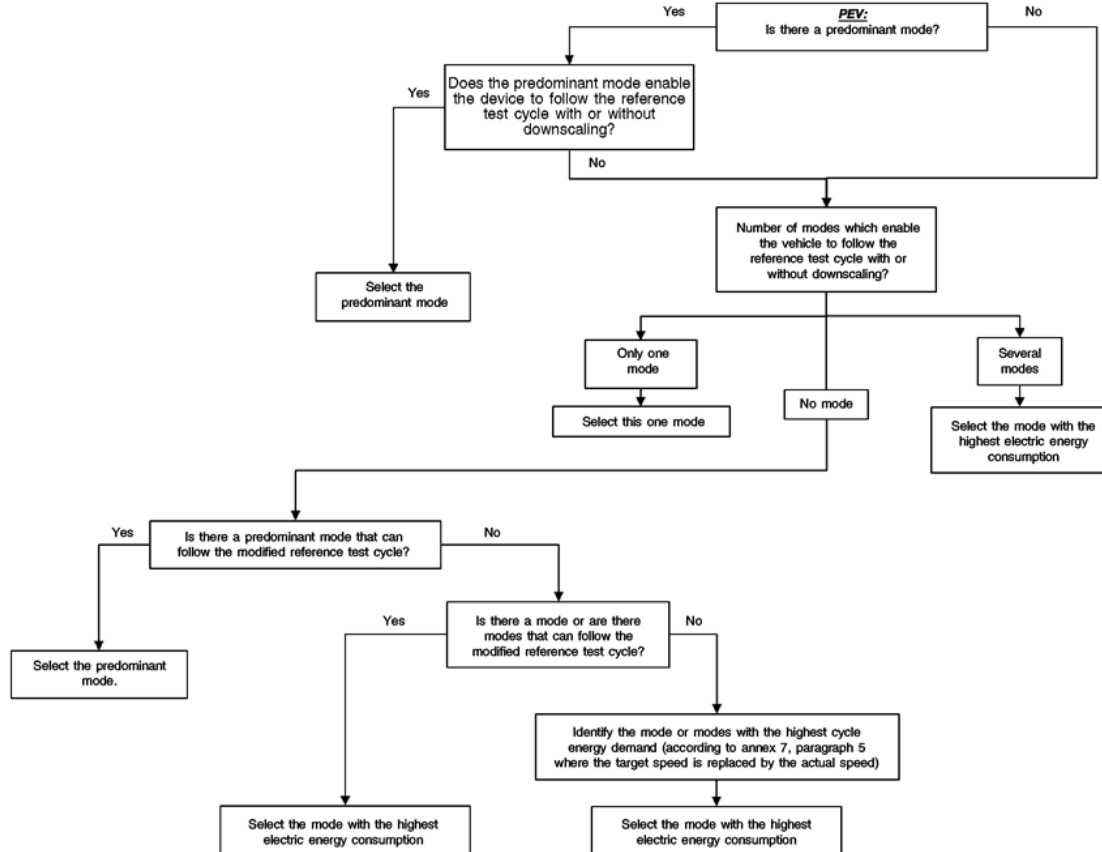 Yes
PEV:
Is there a predominant mode?
No
Does the predominant mode enable
the device to follow the reference
test cycle with or without
downscaling?
Yes
No
Number of modes which enable
the vehicle to follow the
reference test cycle with or
without downscaling?
Select the
predominant mode
Only one
mode
Several
modes
No mode
Select this one mode
Select the mode with the
highest electric energy
consumption
Yes
Is there a predominant mode that can
follow the modified reference test cycle?
No
Yes
Is there a mode or are there
modes that can follow the
modified reference test cycle?
No
Select the predominant
mode.
Identify the mode or modes with the highest cycle
energy demand (according to annex 7, paragraph 5
where the target speed is replaced by the actual speed)
Select the mode with the highest
electric energy consumption
Select the mode with the highest
electric energy consumption